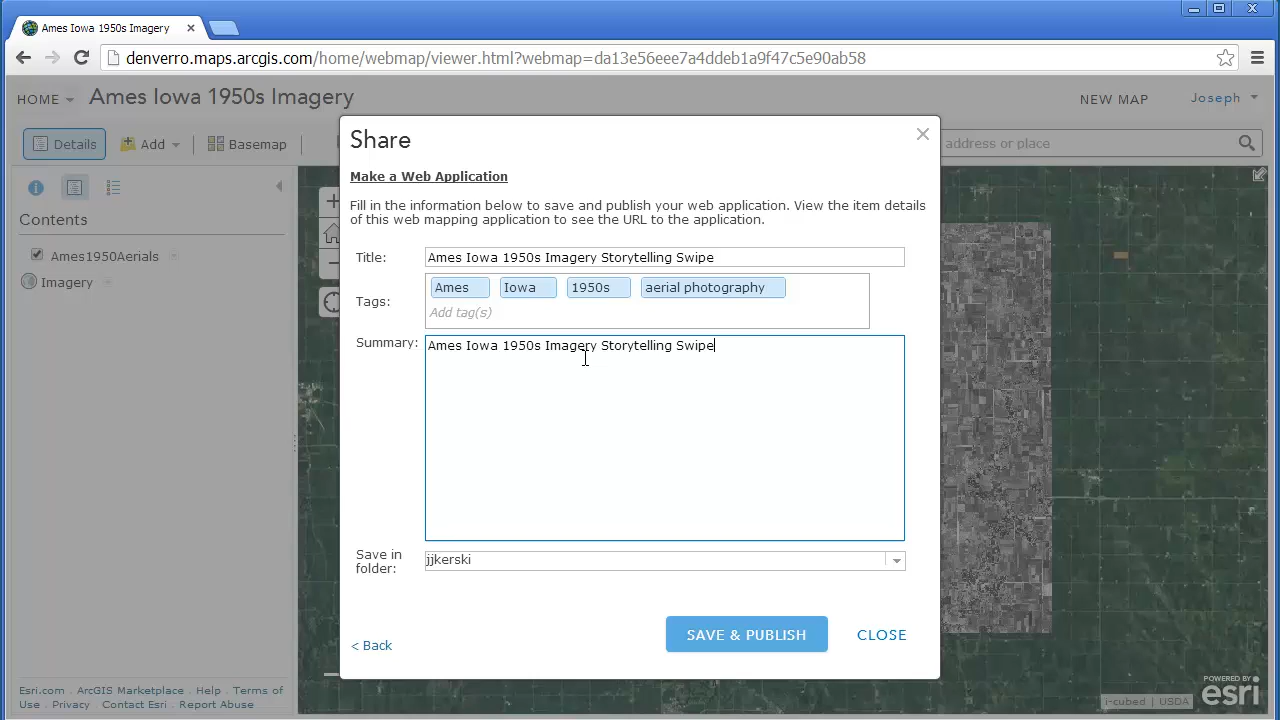 Ames Iowa 1950s Imagery
denverro.maps.arcgis.com/home/webmap/viewer.html?webmap=da13e56eee7a4ddeb1a9f47c5e90ab58
HOME
Ames Iowa 1950s Imagery
NEW MAP
Joseph
Details
Add
Basemap
address or place
Contents
Ames1950Aerials
Imagery
Share
Make a Web Application
Fill in the information below to save and publish your web application. View the item details
of this web mapping application to see the URL to the application.
Title:
Ames Iowa 1950s Imagery Storytelling Swipe
Tags:
Ames
Iowa
1950s
aerial photography
Add tag(s)
Summary:
Ames Iowa 1950s Imagery Storytelling Swipe
Save in
folder:
jjkerski
< Back
SAVE & PUBLISH
CLOSE
Esri.com . ArcGIS Marketplace . Help . Terms of
Use . Privacy . Contact Esri . Report Abuse
i-cubed | USDA
POWERED BY
esri